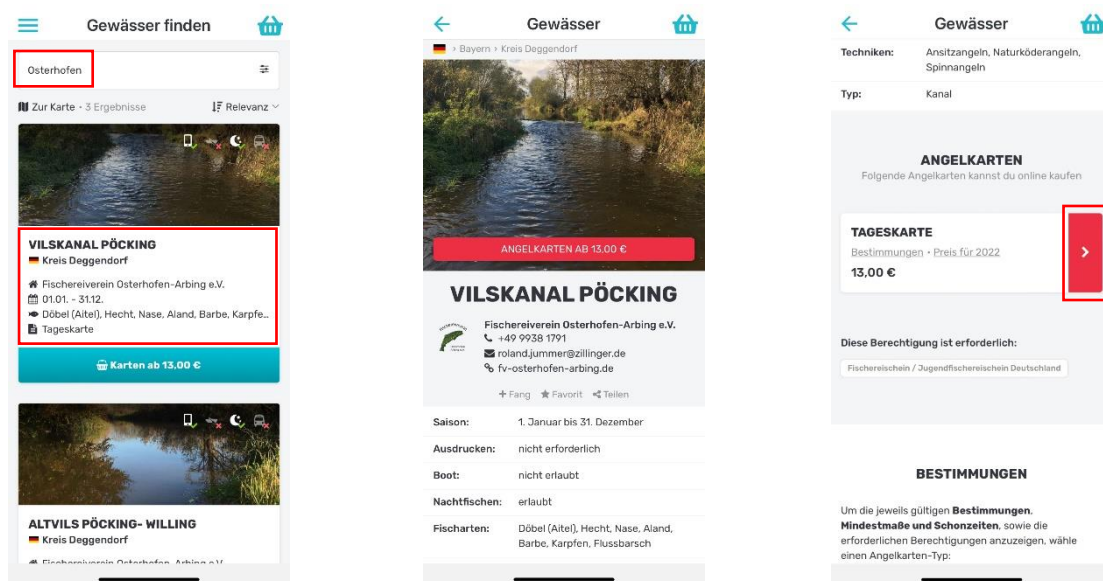 Gewässer finden
Osterhofen
Zur Karte • 3 Ergebnisse
Relevanz
VILSKANAL PÖCKING
Kreis Deggendorf
Fischereiverein Osterhofen-Arbing e.V.
01.01. - 31.12.
Döbel (Aitel), Hecht, Nase, Aland, Barbe, Karpfe...
Tageskarte
Karten ab 13,00 €
ALTVILS PÖCKING- WILLING
Kreis Deggendorf
Fischereiverein Osterhofen-Arbing e.V.
Gewässer
› Bayern › Kreis Deggendorf
ANGELKARTEN AB 13.00 €
VILSKANAL PÖCKING
Fischereiverein Osterhofen-Arbing e.V.
+49 9938 1791
roland.jummer@zillinger.de
fv-osterhofen-arbing.de
Fang Favorit Teilen
Saison: 1. Januar bis 31. Dezember
Ausdrucken: nicht erforderlich
Boot: nicht erlaubt
Nachtfischen: erlaubt
Fischarten: Döbel (Aitel), Hecht, Nase, Aland,
Barbe, Karpfen, Flussbarsch
Gewässer
Techniken: Ansitzangeln, Naturköderangeln,
Spinnangeln
Typ: Kanal
ANGELKARTEN
Folgende Angelkarten kannst du online kaufen
TAGESKARTE
Bestimmungen • Preis für 2022
13,00 €
Diese Berechtigung ist erforderlich:
Fischereischein / Jugendfischereischein Deutschland
BESTIMMUNGEN
Um die jeweils gültigen Bestimmungen,
Mindestmaße und Schonzeiten, sowie die
erforderlichen Berechtigungen anzuzeigen, wähle
einen Angelkarten-Typ: